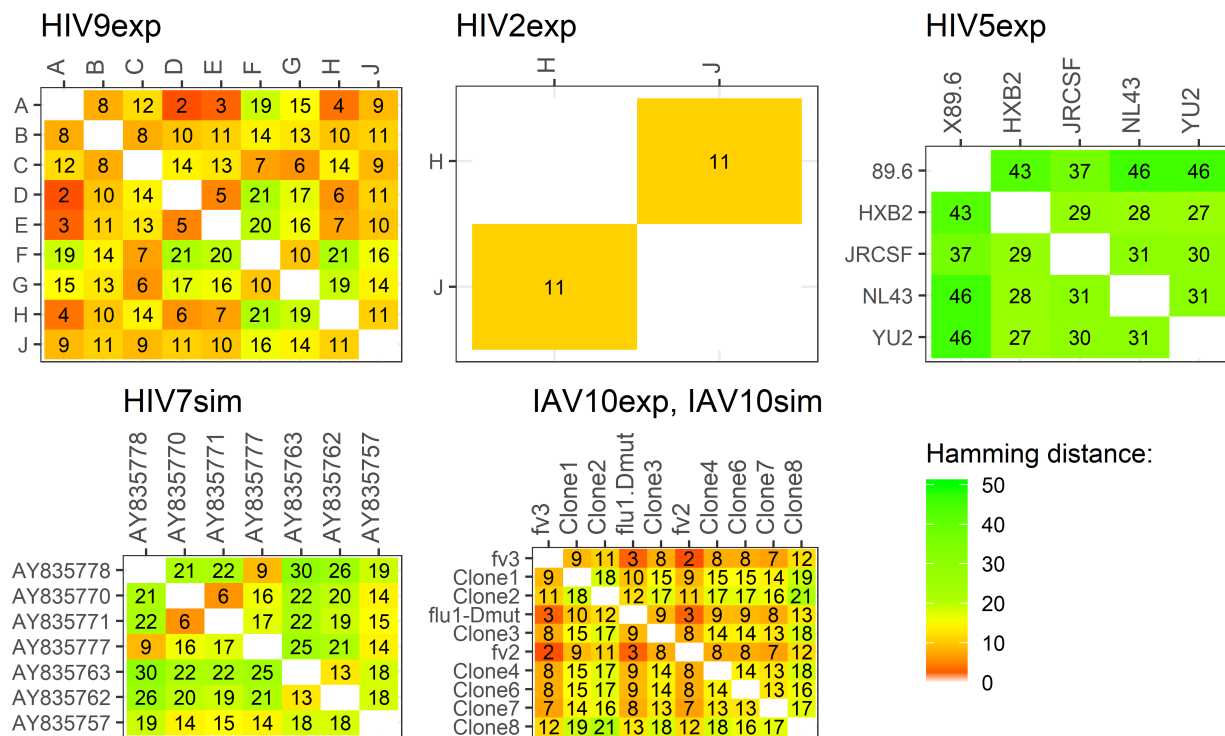 HIV9exp
A B C D E F G H J
A 8 12 2 3 19 15 4 9
B 8 8 10 11 14 13 10 11
C 12 8 14 13 7 6 14 9
D 2 10 14 5 21 17 6 11
E 3 11 13 5 20 16 7 10
F 19 14 7 21 20 10 21 16
G 15 13 6 17 16 10 19 14
H 4 10 14 6 7 21 19 11
J 9 11 9 11 10 16 14 11
HIV2exp
H J
H 11
J 11
HIV5exp
X89.6 HXB2 JRCSF NL43 YU2
89.6 43 37 46 46
HXB2 43 29 28 27
JRCSF 37 29 31 30
NL43 46 28 31 31
YU2 46 27 30 31
HIV7sim
AY835778 AY835770 AY835771 AY835777 AY835763 AY835762 AY835757
AY835778 21 22 9 30 26 19
AY835770 21 6 16 22 20 14
AY835771 22 6 17 22 19 15
AY835777 9 16 17 25 21 14
AY835763 30 22 22 25 13 18
AY835762 26 20 19 21 13 18
AY835757 19 14 15 14 18 18
IAV10exp, IAV10sim
fv3 Clone1 Clone2 flu1.Dmut Clone3 fv2 Clone4 Clone6 Clone7 Clone8
fv3 9 11 3 8 2 8 8 7 12
Clone1 9 18 10 15 9 15 15 14 19
Clone2 11 18 12 17 11 17 17 16 21
flu1-Dmut 3 10 12 9 3 9 9 8 13
Clone3 8 15 17 9 8 14 14 13 18
fv2 2 9 11 3 8 8 8 7 12
Clone4 8 15 17 9 14 8 14 13 18
Clone6 8 15 17 9 14 8 14 13 16
Clone7 7 14 16 8 13 7 13 13 17
Clone8 12 19 21 13 18 12 18 16 17
Hamming distance:
50
40
30
20
10
0